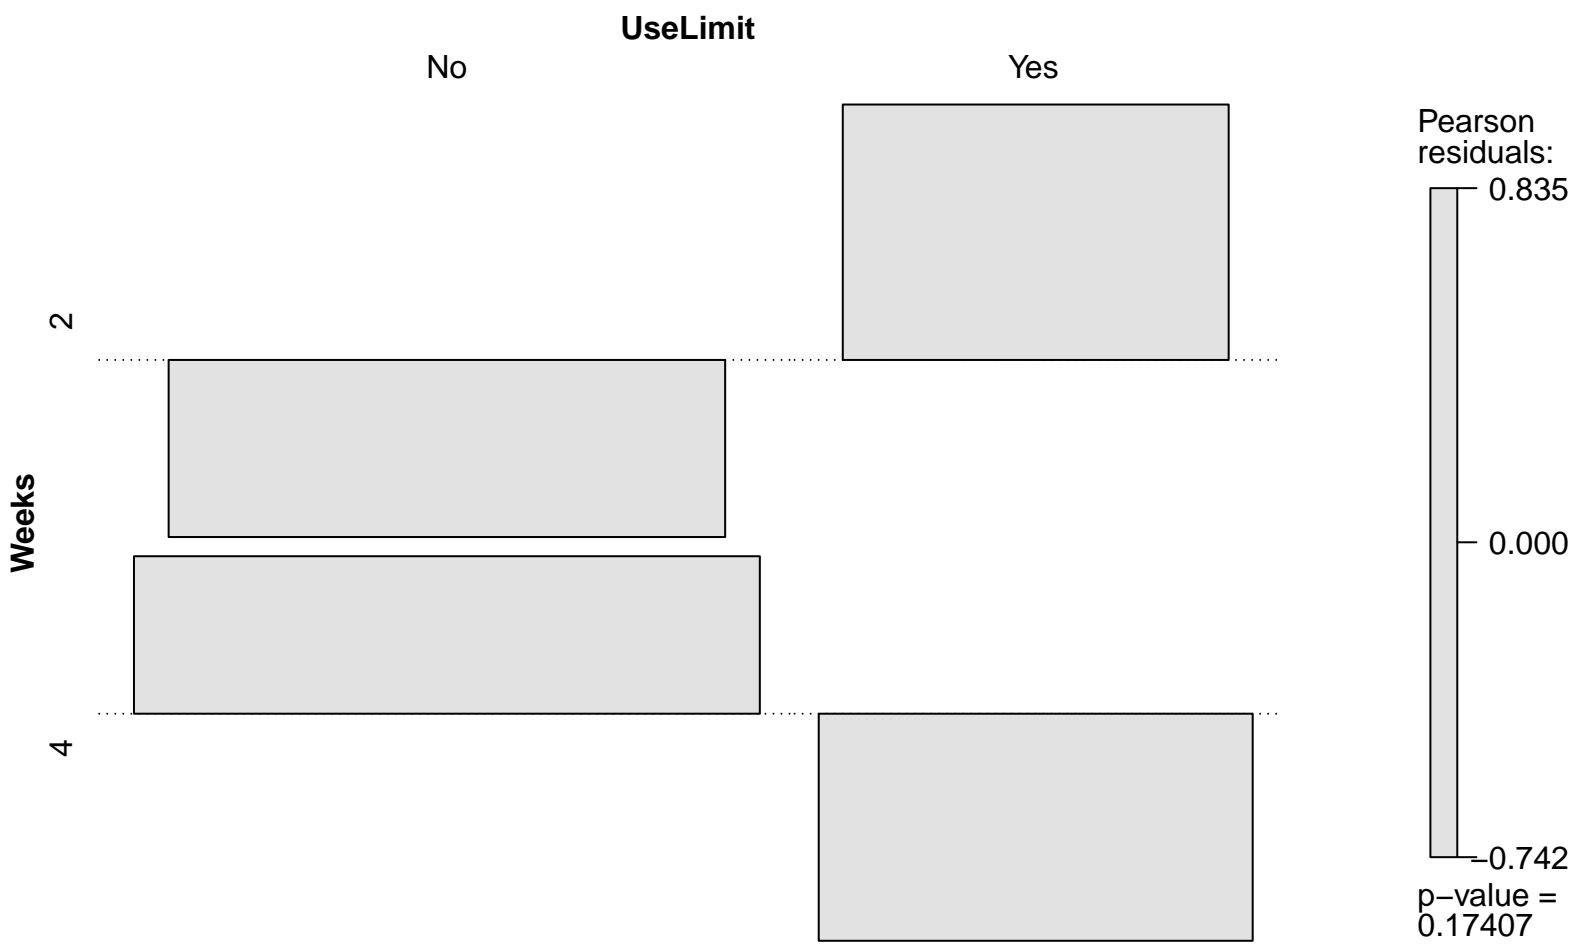 UseLimit
No
Yes
Weeks
2
4
Pearson
residuals:
0.835
0.000
−0.742
p−value =
0.17407